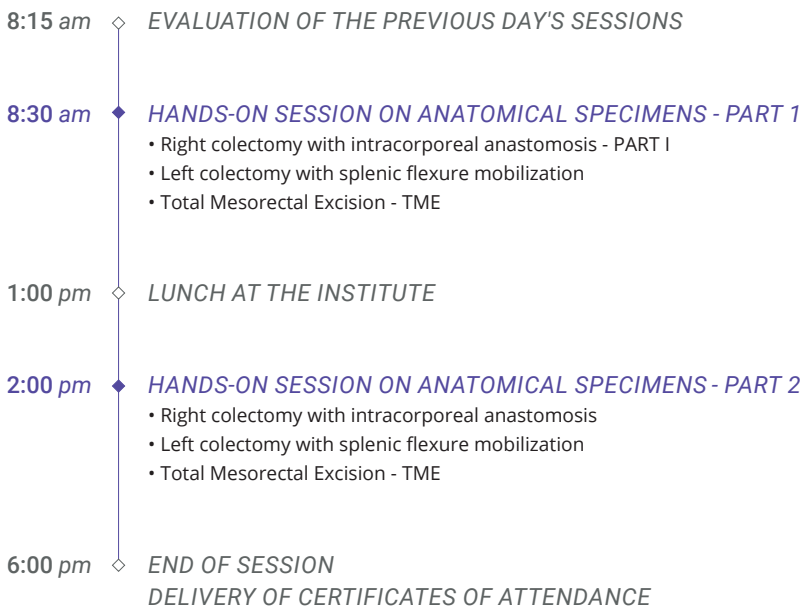 8:15 am EVALUATION OF THE PREVIOUS DAY'S SESSIONS
8:30 am HANDS-ON SESSION ON ANATOMICAL SPECIMENS - PART 1
• Right colectomy with intracorporeal anastomosis - PART I
• Left colectomy with splenic flexure mobilization
• Total Mesorectal Excision - TME
1:00 pm LUNCH AT THE INSTITUTE
2:00 pm HANDS-ON SESSION ON ANATOMICAL SPECIMENS - PART 2
• Right colectomy with intracorporeal anastomosis
• Left colectomy with splenic flexure mobilization
• Total Mesorectal Excision - TME
6:00 pm END OF SESSION
DELIVERY OF CERTIFICATES OF ATTENDANCE